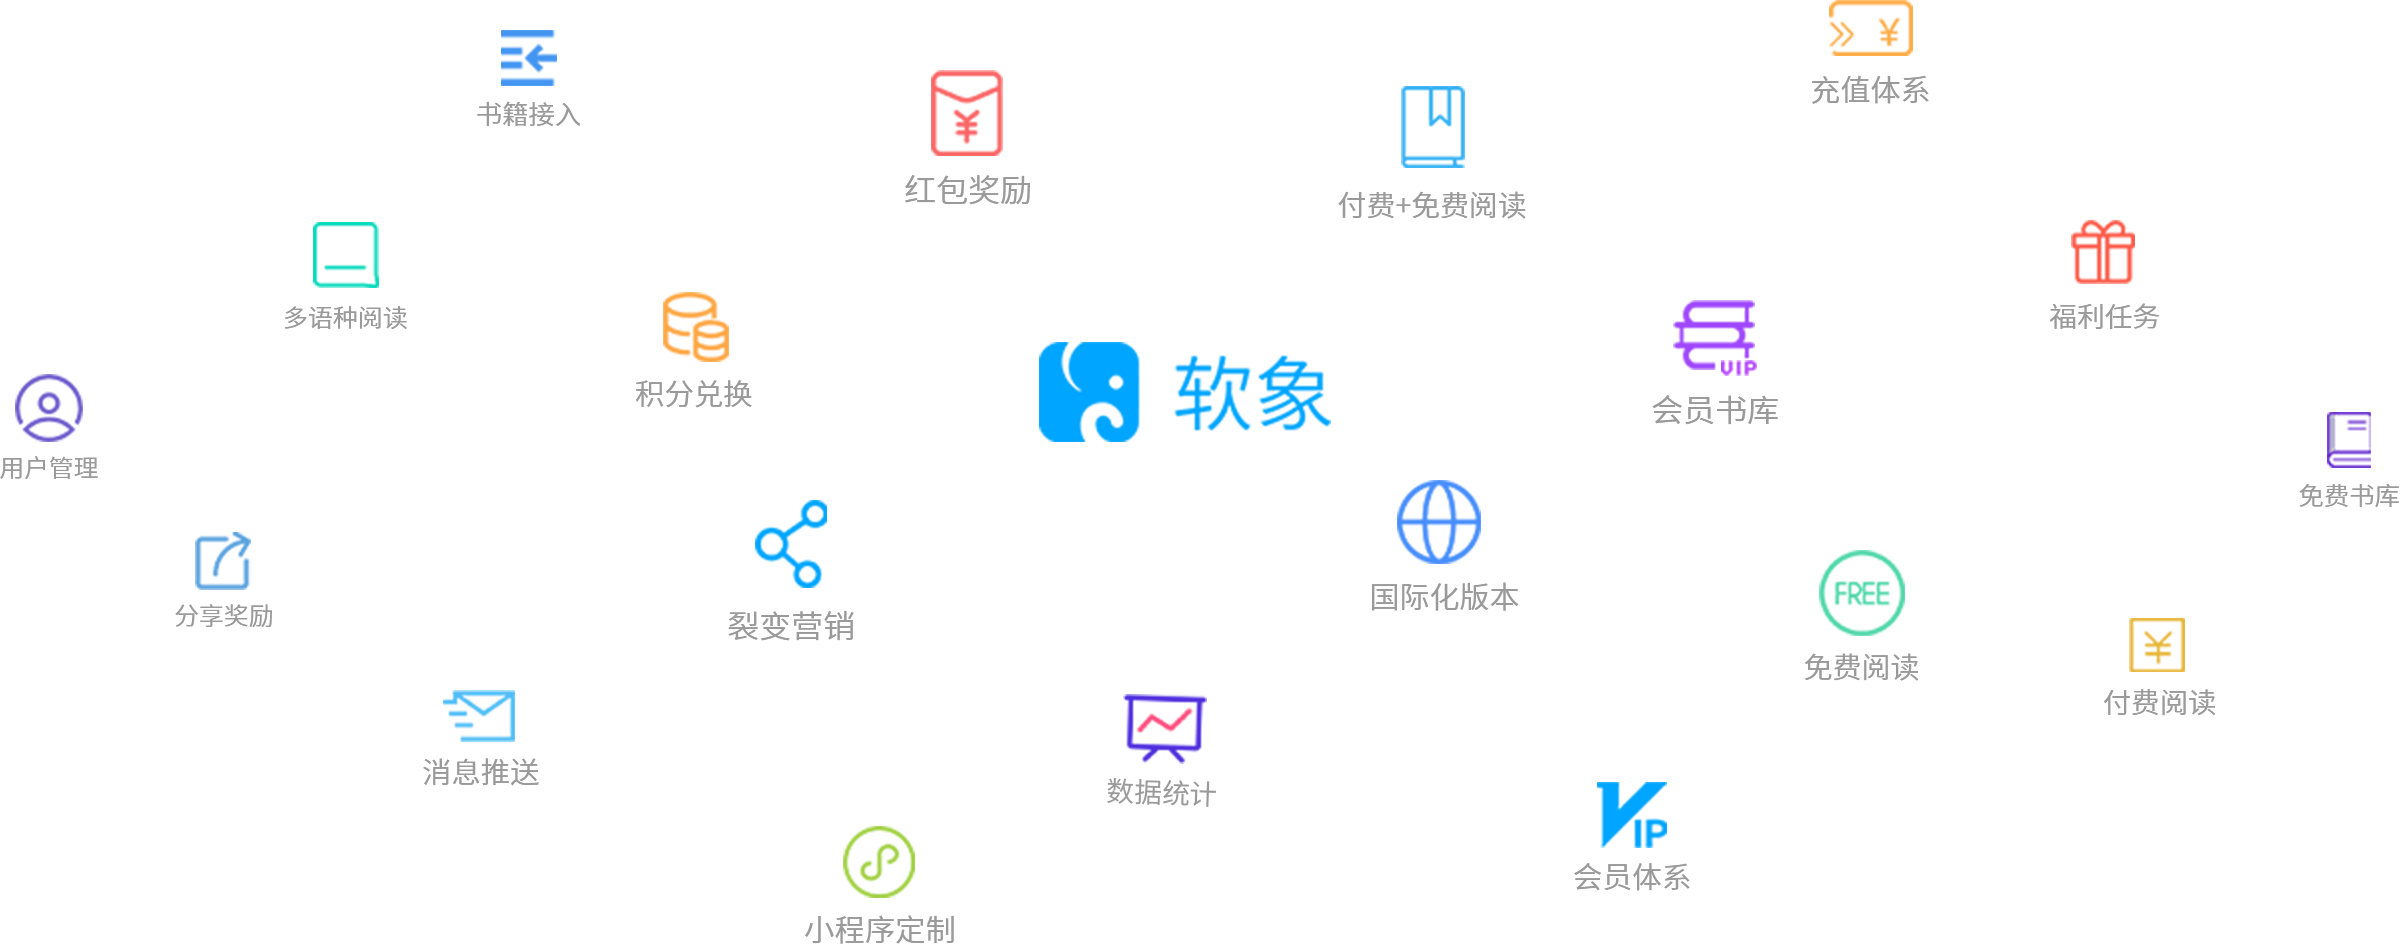 书籍接入
充值体系
红包奖励
付费+免费阅读
多语种阅读
福利任务
积分兑换
软象
VIP
会员书库
用户管理
免费书库
分享奖励
裂变营销
国际化版本
FREE
免费阅读
付费阅读
消息推送
数据统计
VIP
会员体系
小程序定制